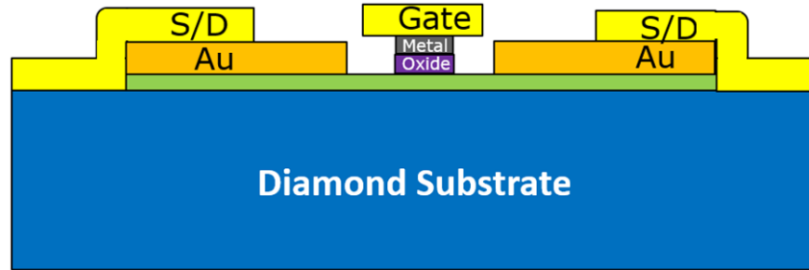 S/D
Gate
S/D
Metal
Au
Oxide
Au
Diamond Substrate